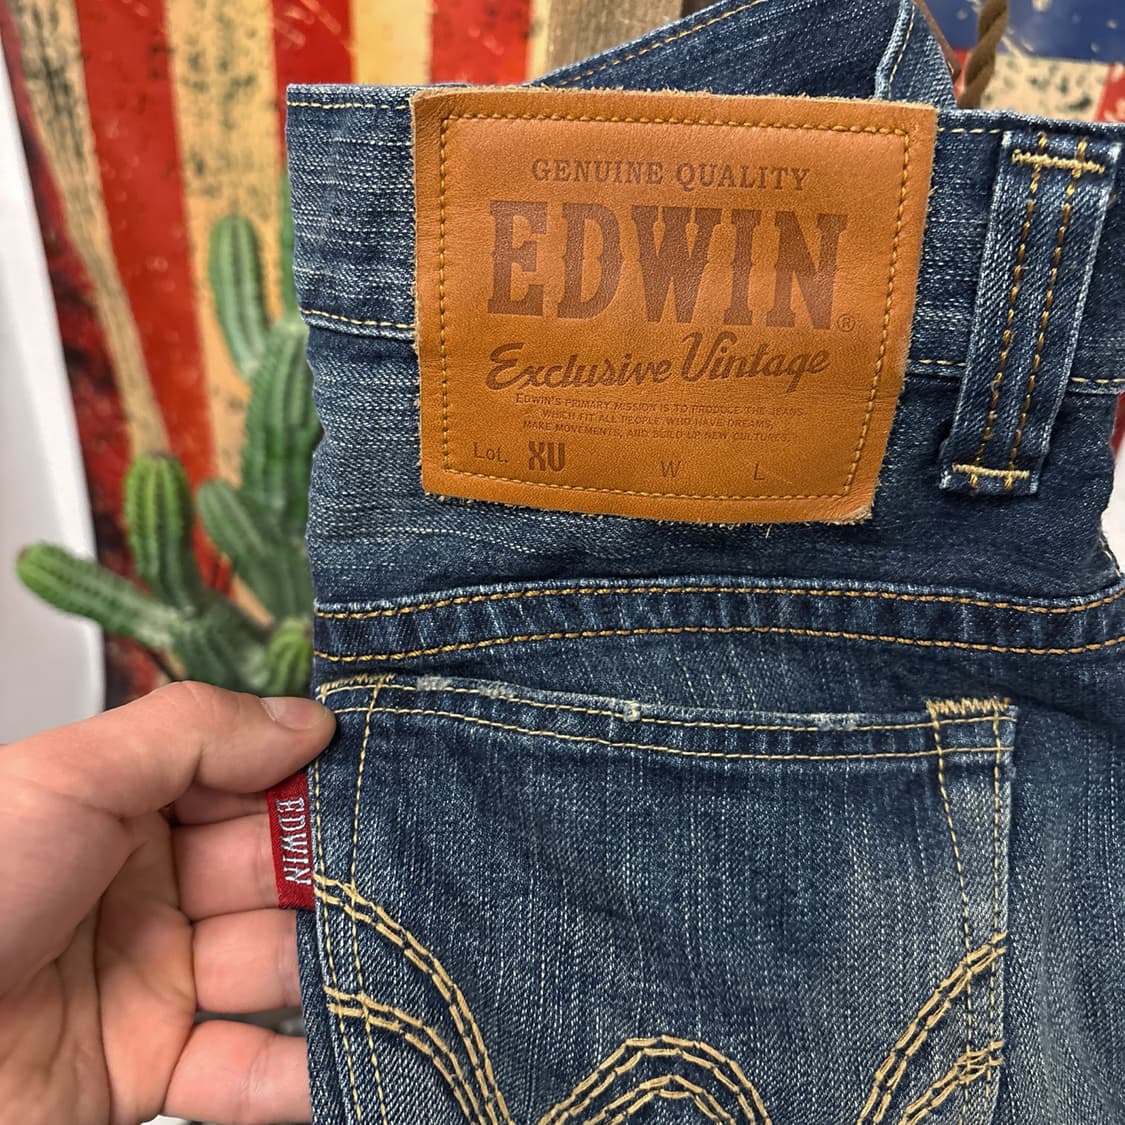 GENUINE QUALITY
EDWIN®
Exclusive Vintage
EDWIN'S PRIMARY MISSION IS TO PRODUCE THE JEANS
WHICH FIT ALL PEOPLE WHO HAVE DREAMS,
MAKE MOVEMENTS, AND BUILD UP NEW CULTURES.
Lot. XU W L
EDWIN